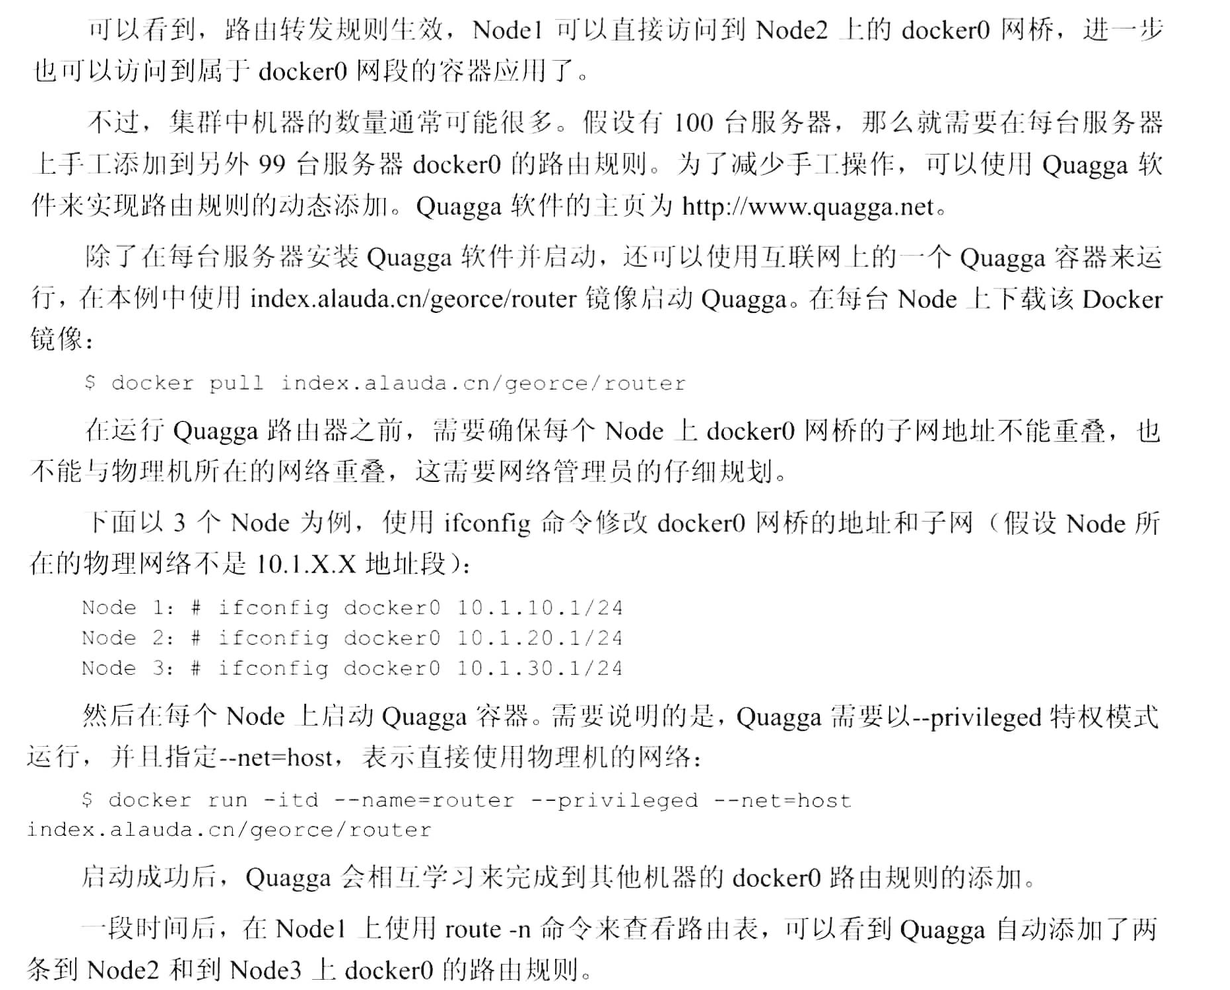 可以看到，路由转发规则生效，Node1 可以直接访问到 Node2 上的 docker0 网桥，进一步
也可以访问到属于 docker0 网段的容器应用了。
不过，集群中机器的数量通常可能很多。假设有 100 台服务器，那么就需要在每台服务器
上手工添加到另外 99 台服务器 docker0 的路由规则。为了减少手工操作，可以使用 Quagga 软
件来实现路由规则的动态添加。Quagga 软件的主页为 http://www.quagga.net。
除了在每台服务器安装 Quagga 软件并启动，还可以使用互联网上的一个 Quagga 容器来运
行，在本例中使用 index.alauda.cn/georce/router 镜像启动 Quagga。在每台 Node 上下载该 Docker
镜像：
$ docker pull index.alauda.cn/georce/router
在运行 Quagga 路由器之前，需要确保每个 Node 上 docker0 网桥的子网地址不能重叠，也
不能与物理机所在的网络重叠，这需要网络管理员的仔细规划。
下面以 3 个 Node 为例，使用 ifconfig 命令修改 docker0 网桥的地址和子网（假设 Node 所
在的物理网络不是 10.1.X.X 地址段）：
Node 1: # ifconfig docker0 10.1.10.1/24
Node 2: # ifconfig docker0 10.1.20.1/24
Node 3: # ifconfig docker0 10.1.30.1/24
然后在每个 Node 上启动 Quagga 容器。需要说明的是，Quagga 需要以--privileged 特权模式
运行，并且指定--net=host，表示直接使用物理机的网络：
$ docker run -itd --name=router --privileged --net=host
index.alauda.cn/georce/router
启动成功后，Quagga 会相互学习来完成到其他机器的 docker0 路由规则的添加。
一段时间后，在 Node1 上使用 route -n 命令来查看路由表，可以看到 Quagga 自动添加了两
条到 Node2 和到 Node3 上 docker0 的路由规则。